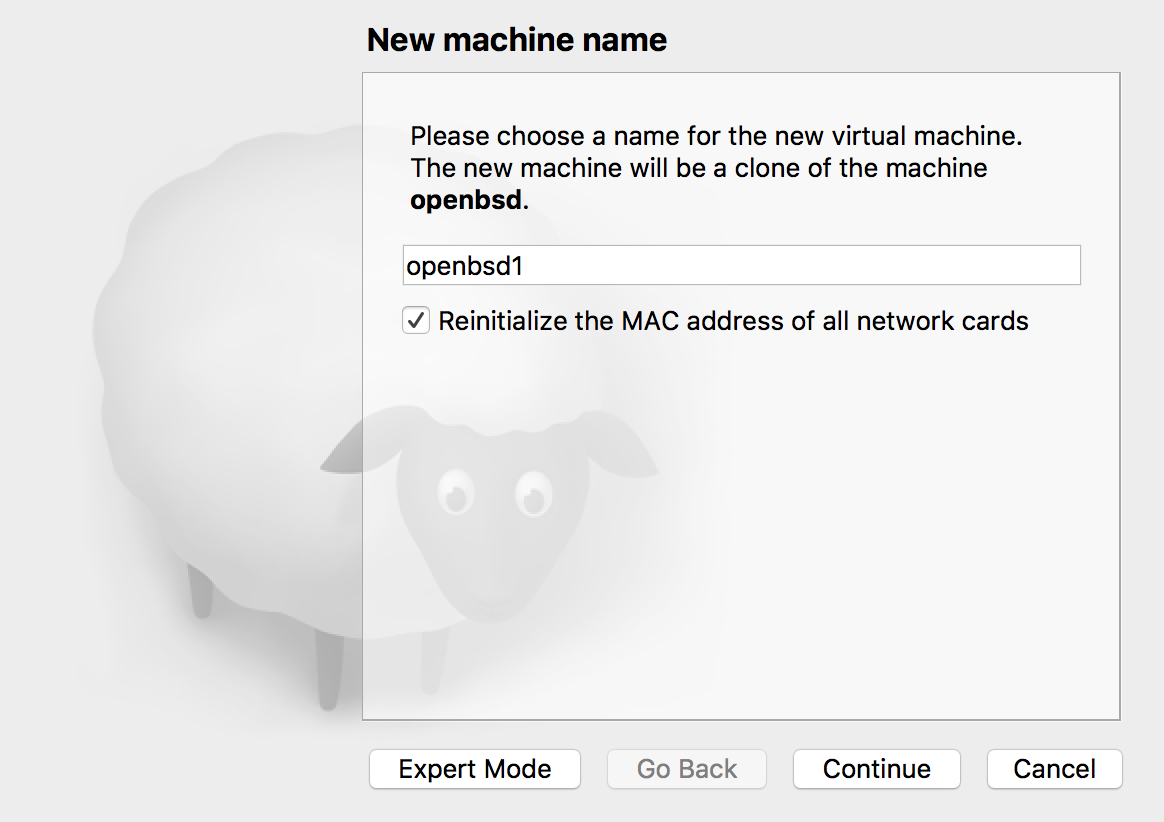 New machine name
Please choose a name for the new virtual machine.
The new machine will be a clone of the machine
openbsd.
openbsd1
Reinitialize the MAC address of all network cards
Expert Mode
Go Back
Continue
Cancel